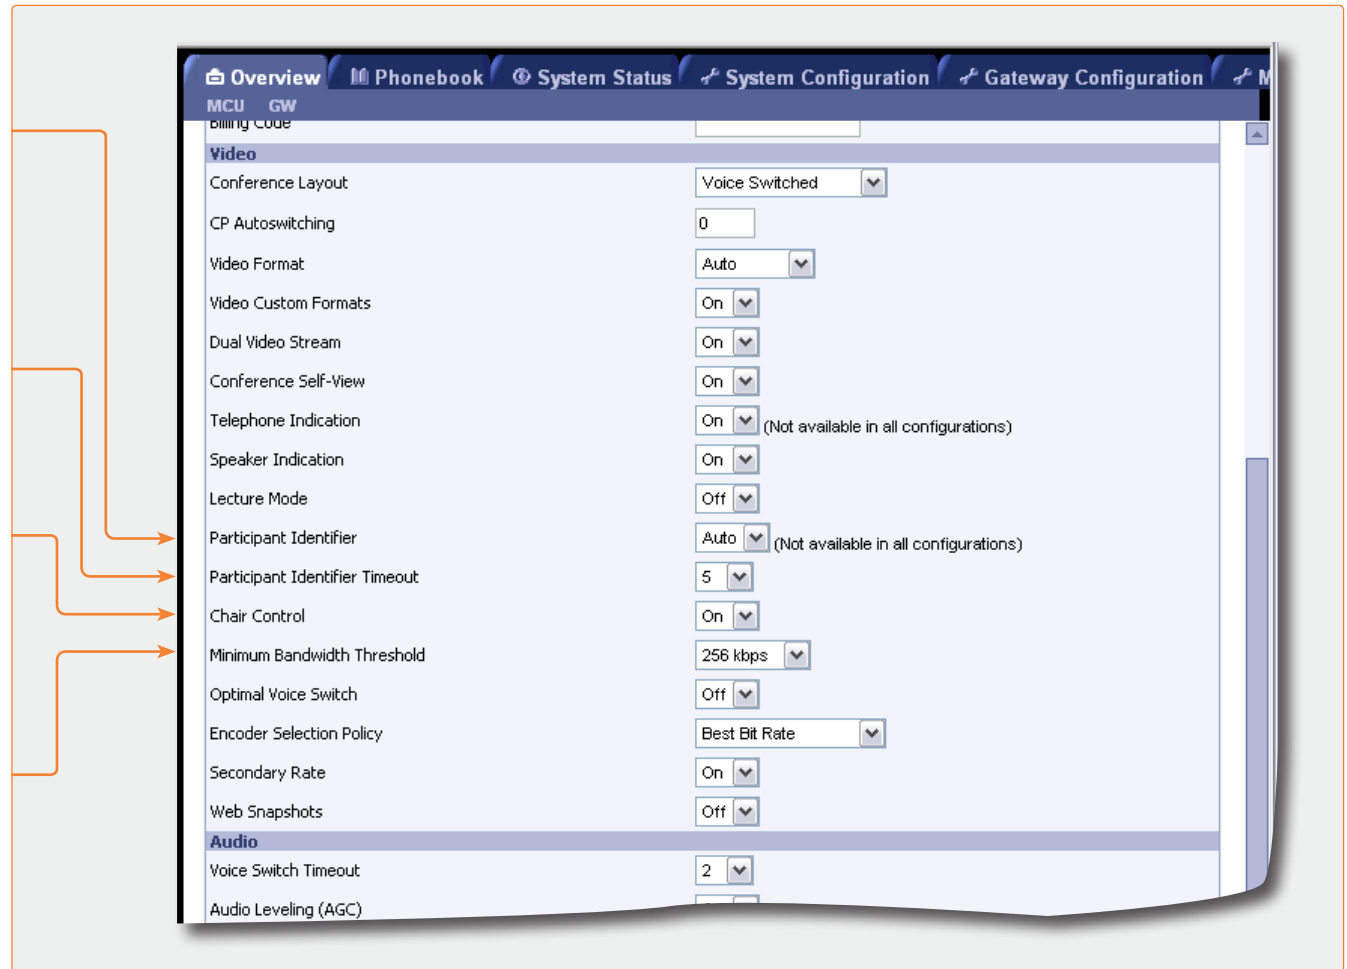 Overview Phonebook System Status System Configuration Gateway Configuration M
MCU GW
Billing Code
Video
Conference Layout Voice Switched
CP Autoswitching 0
Video Format Auto
Video Custom Formats On
Dual Video Stream On
Conference Self-View On
Telephone Indication On (Not available in all configurations)
Speaker Indication On
Lecture Mode Off
Participant Identifier Auto (Not available in all configurations)
Participant Identifier Timeout 5
Chair Control On
Minimum Bandwidth Threshold 256 kbps
Optimal Voice Switch Off
Encoder Selection Policy Best Bit Rate
Secondary Rate On
Web Snapshots Off
Audio
Voice Switch Timeout 2
Audio Leveling (AGC)